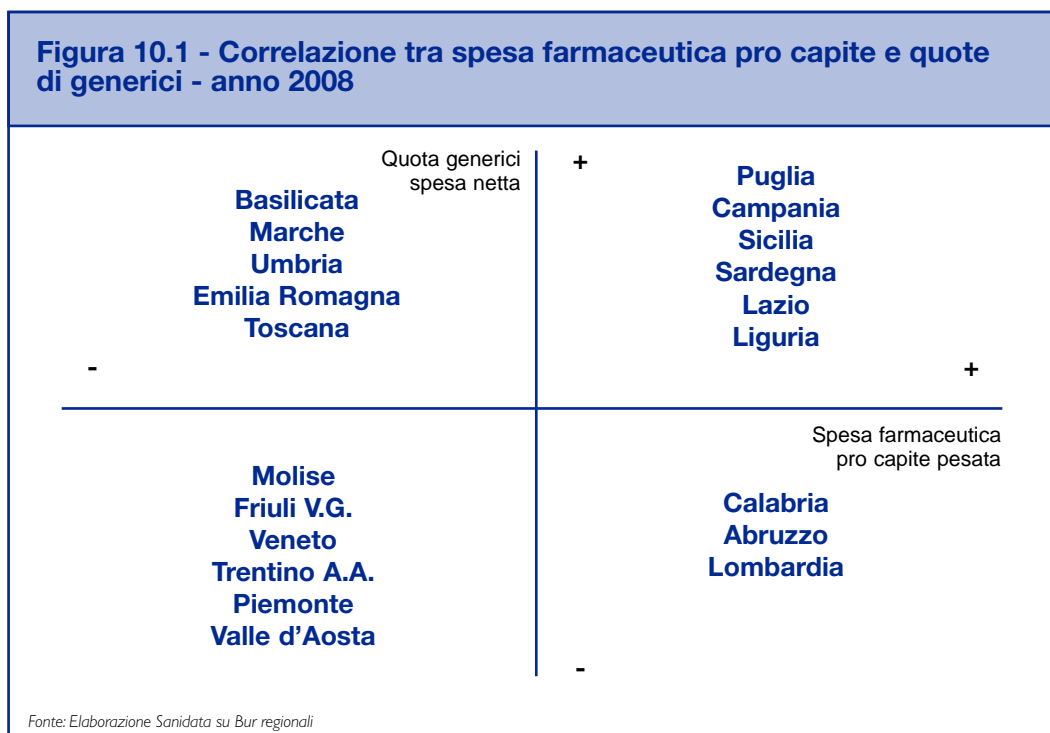 Figura 10.1 - Correlazione tra spesa farmaceutica pro capite e quote
di generici - anno 2008
Quota generici
spesa netta
+
Basilicata
Marche
Umbria
Emilia Romagna
Toscana
-
Puglia
Campania
Sicilia
Sardegna
Lazio
Liguria
+
Spesa farmaceutica
pro capite pesata
Molise
Friuli V.G.
Veneto
Trentino A.A.
Piemonte
Valle d'Aosta
Calabria
Abruzzo
Lombardia
-
Fonte: Elaborazione Sanidata su Bur regionali